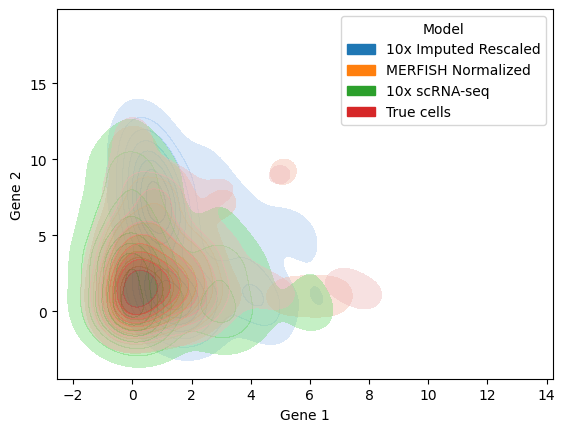 Model
10x Imputed Rescaled
MERFISH Normalized
10x scRNA-seq
True cells
15
10
5
0
Gene 2
−2 0 2 4 6 8 10 12 14
Gene 1